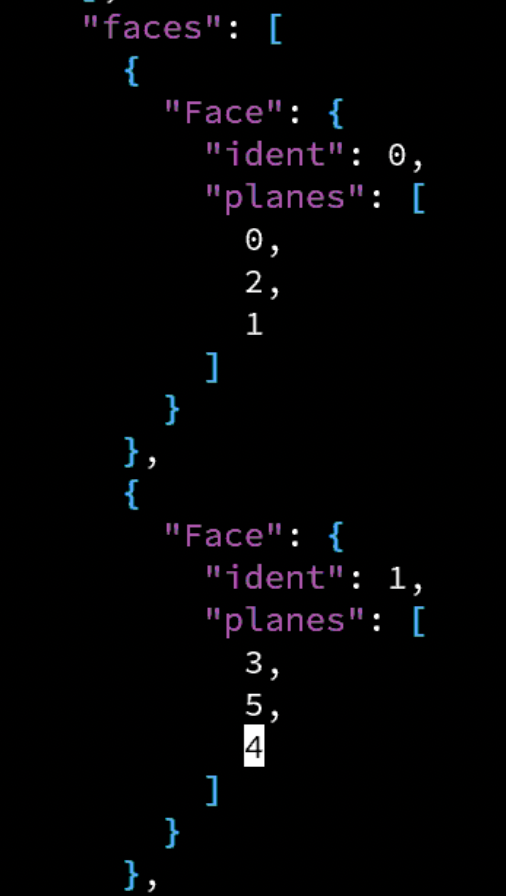 "faces": [
{
"Face": {
"ident": 0,
"planes": [
0,
2,
1
]
}
},
{
"Face": {
"ident": 1,
"planes": [
3,
5,
4
]
}
},